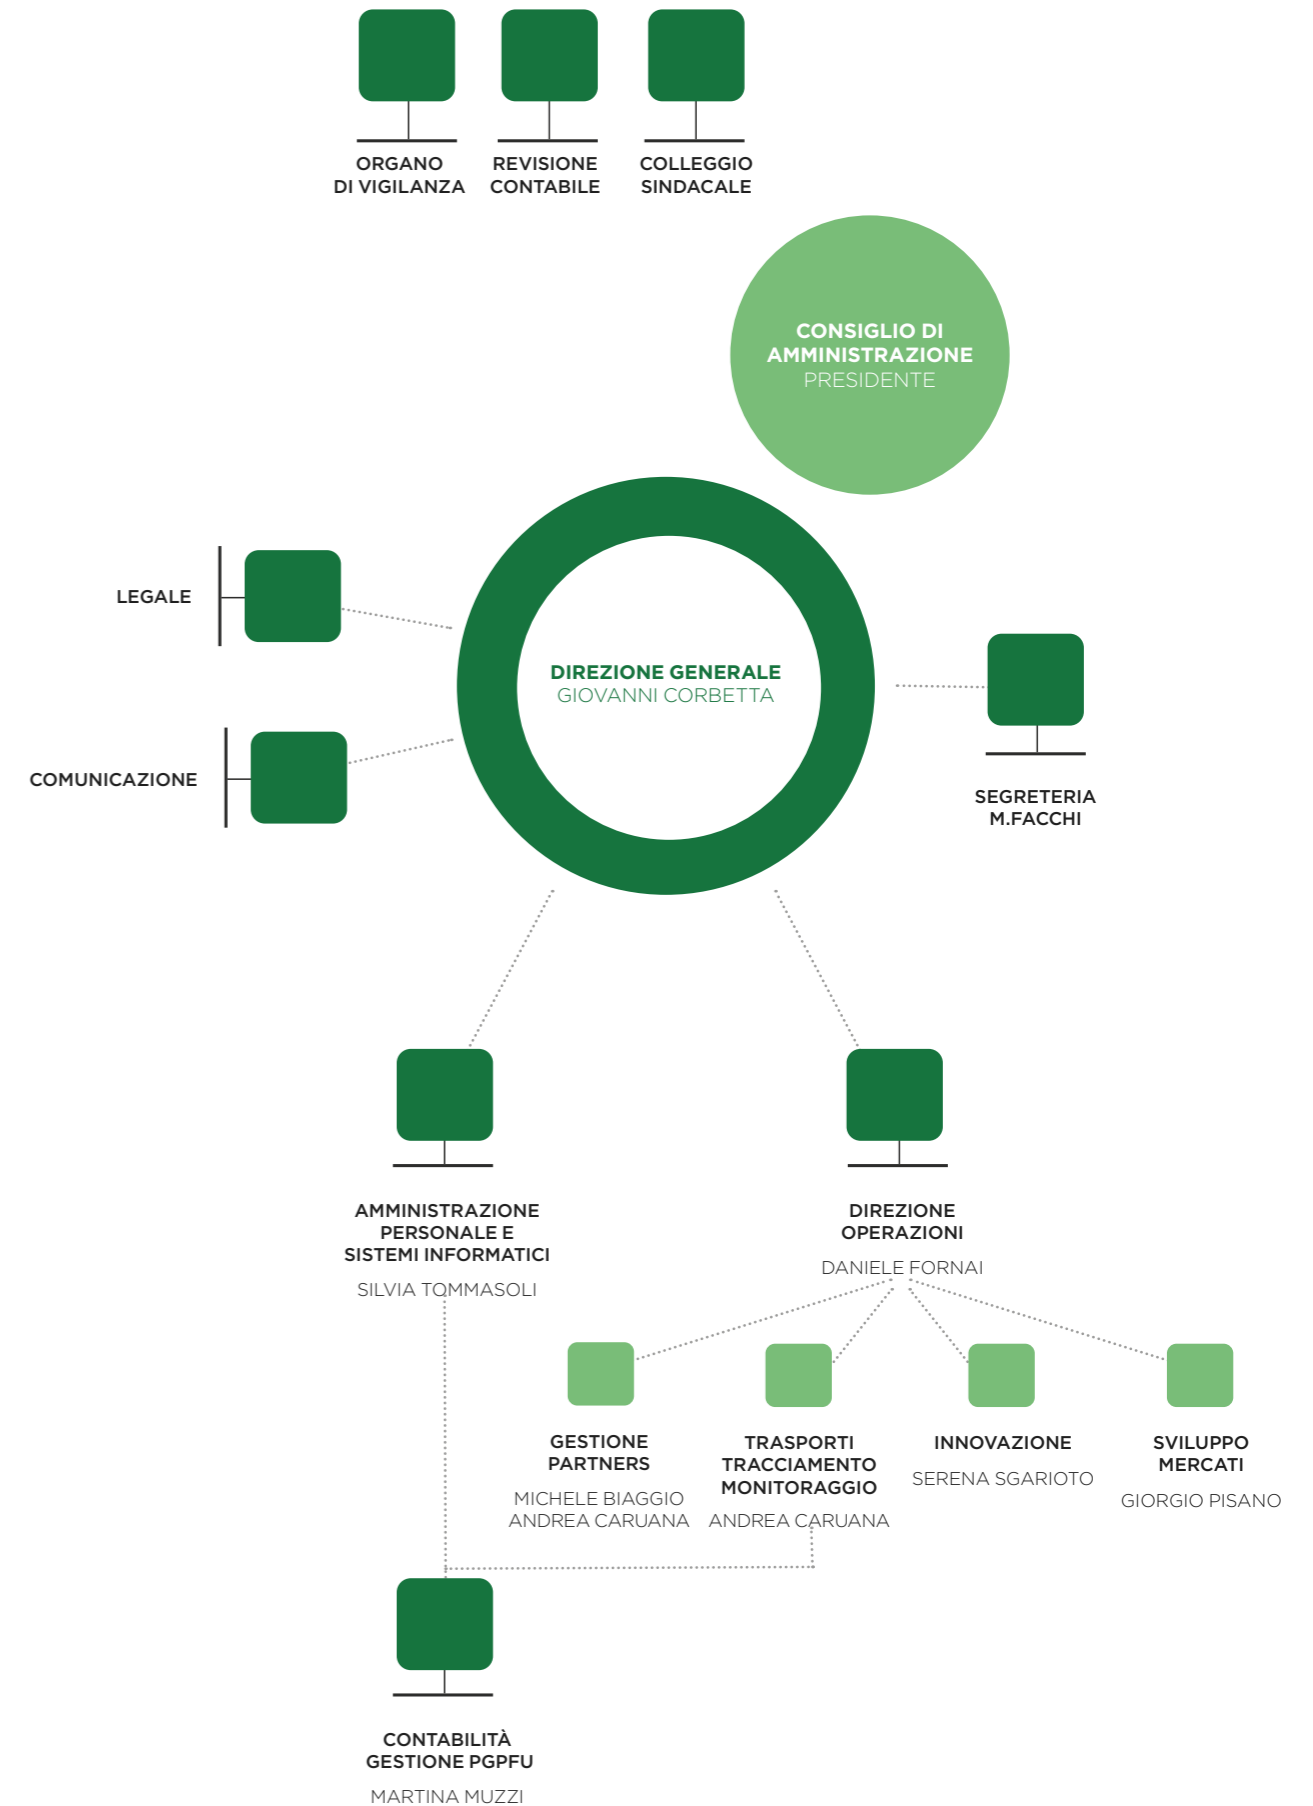 ORGANO
DI VIGILANZA
REVISIONE
CONTABILE
COLLEGGIO
SINDACALE
CONSIGLIO DI
AMMINISTRAZIONE
PRESIDENTE
LEGALE
DIREZIONE GENERALE
GIOVANNI CORBETTA
COMUNICAZIONE
SEGRETERIA
M.FACCHI
AMMINISTRAZIONE
PERSONALE E
SISTEMI INFORMATICI
SILVIA TOMMASOLI
DIREZIONE
OPERAZIONI
DANIELE FORNAI
GESTIONE
PARTNERS
MICHELE BIAGGIO
ANDREA CARUANA
TRASPORTI
TRACCIAMENTO
MONITORAGGIO
ANDREA CARUANA
INNOVAZIONE
SERENA SGARIOTO
SVILUPPO
MERCATI
GIORGIO PISANO
CONTABILITÀ
GESTIONE PGPFU
MARTINA MUZZI